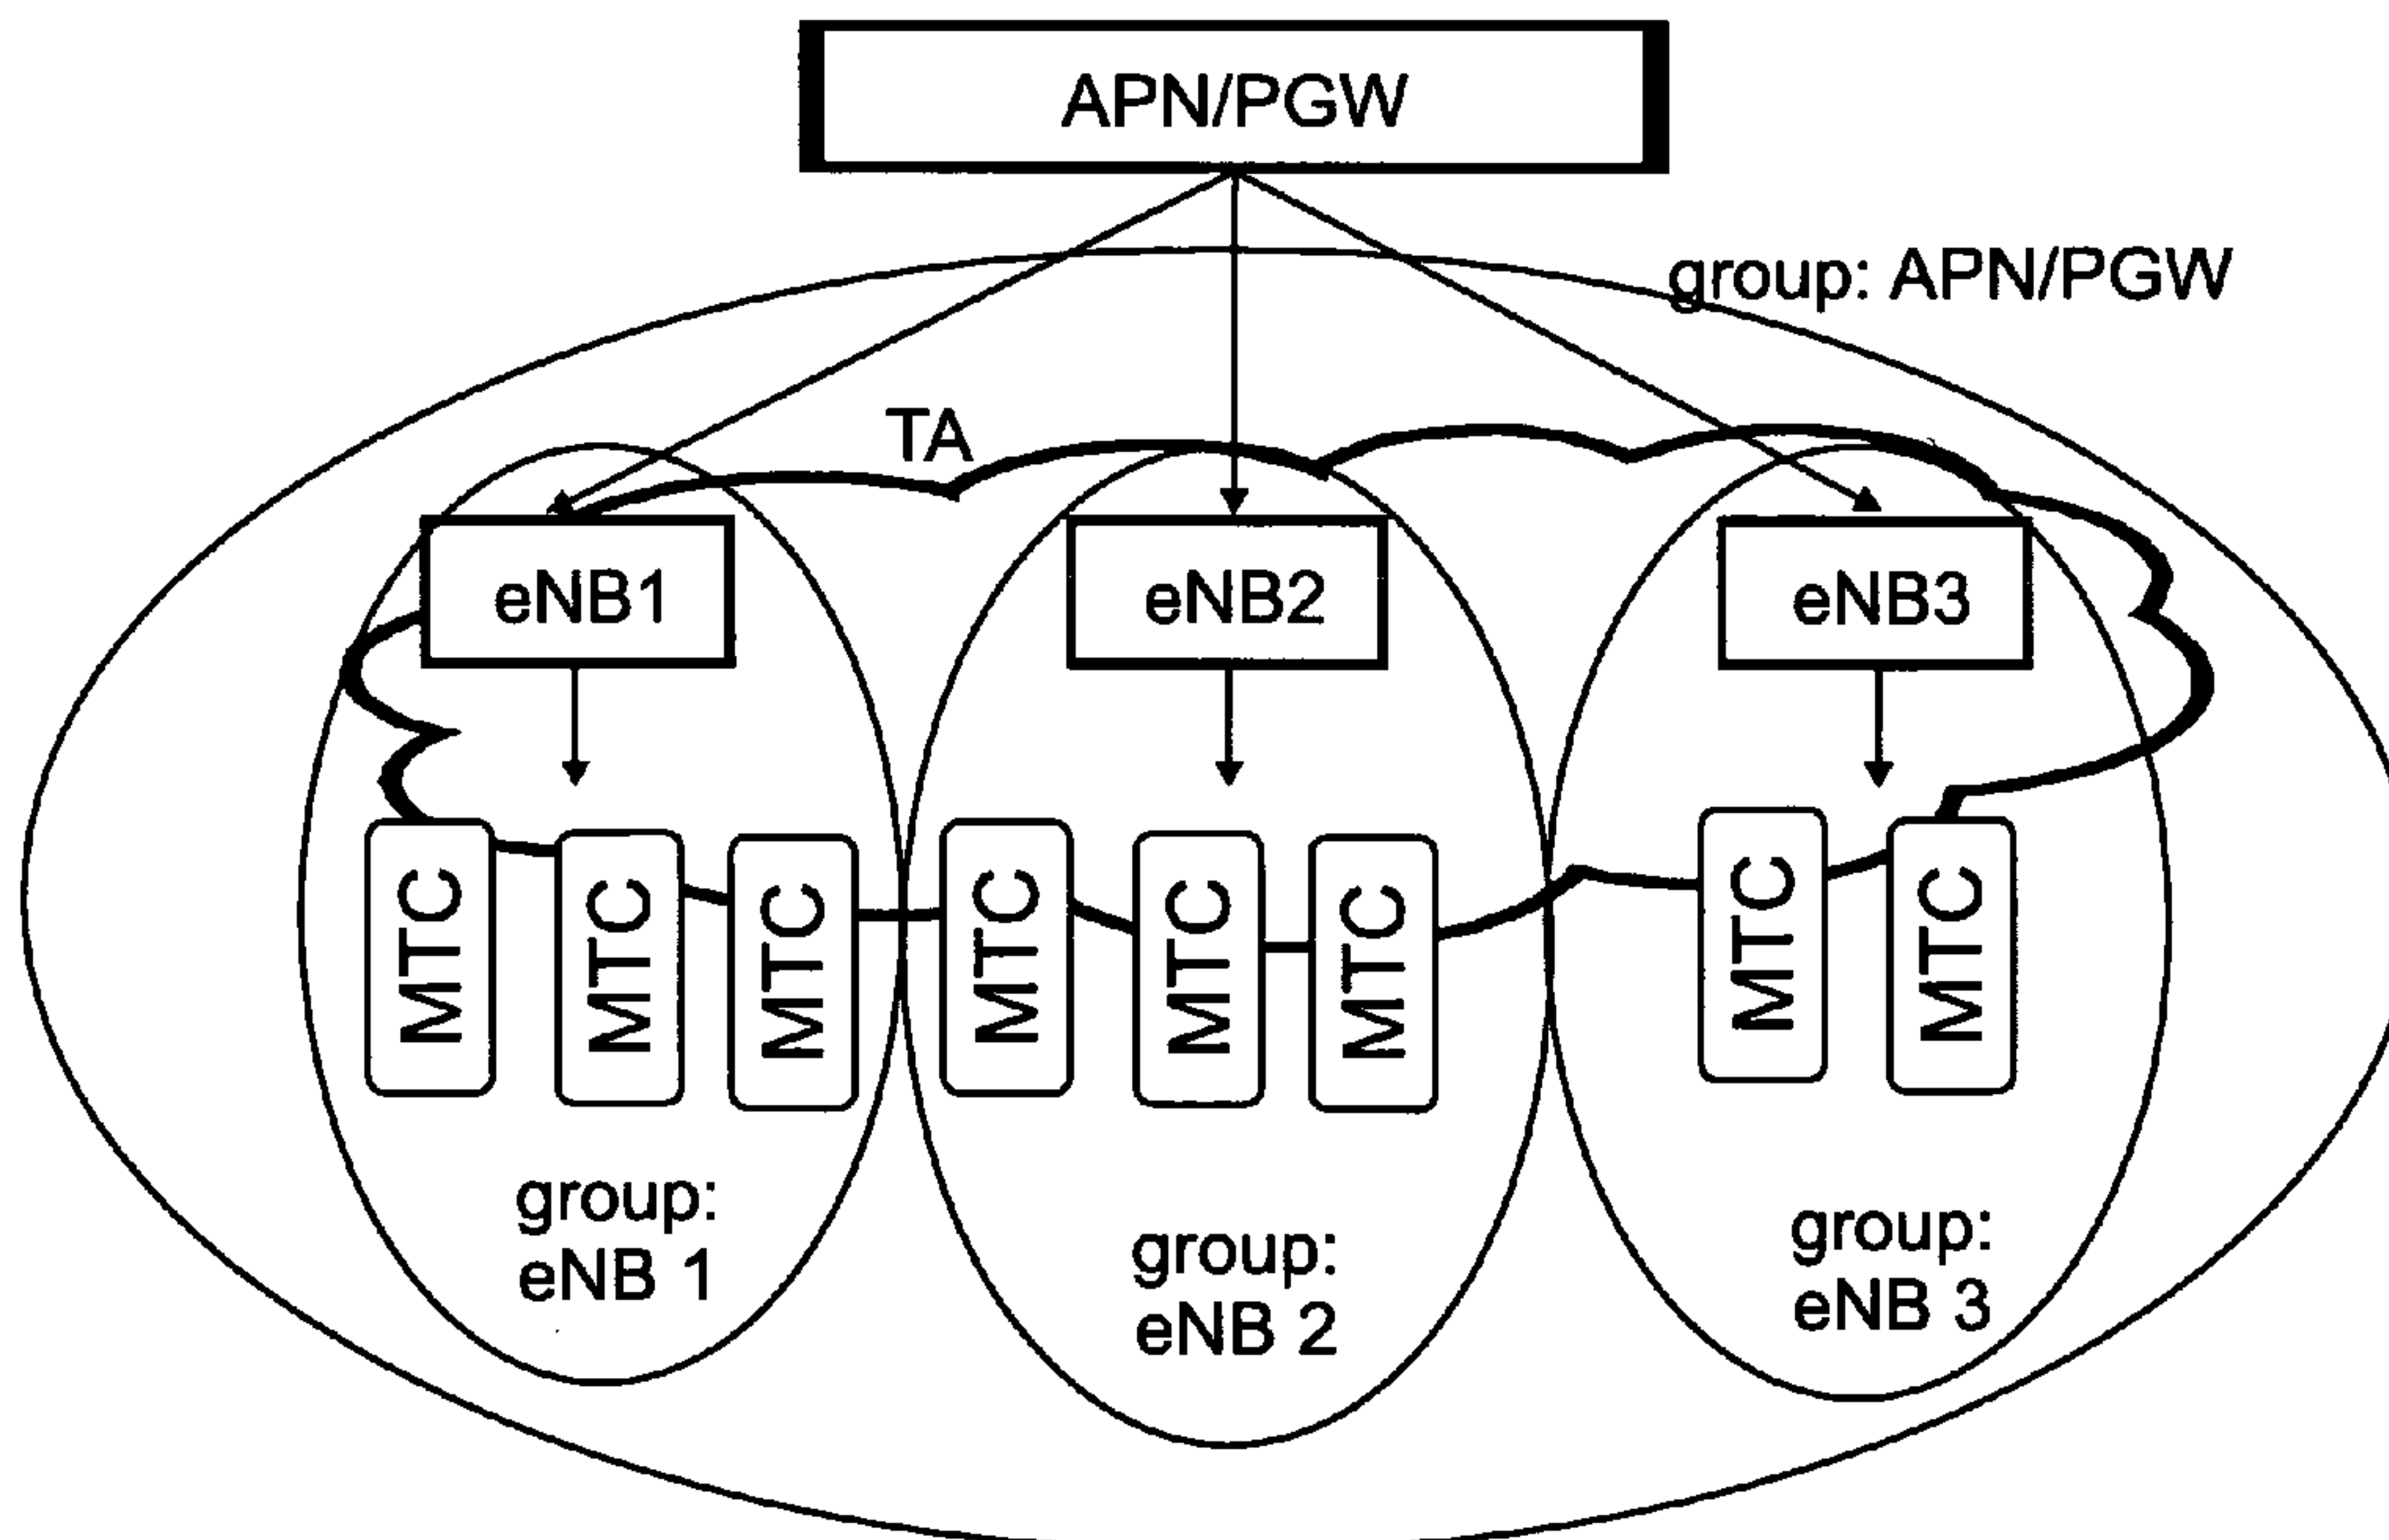 APN/PGW
group: APN/PGW
TA
eNB1
eNB2
eNB3
MTC
MTC
MTC
MTC
MTC
MTC
MTC
MTC
group:
eNB 1
group:
eNB 2
group:
eNB 3